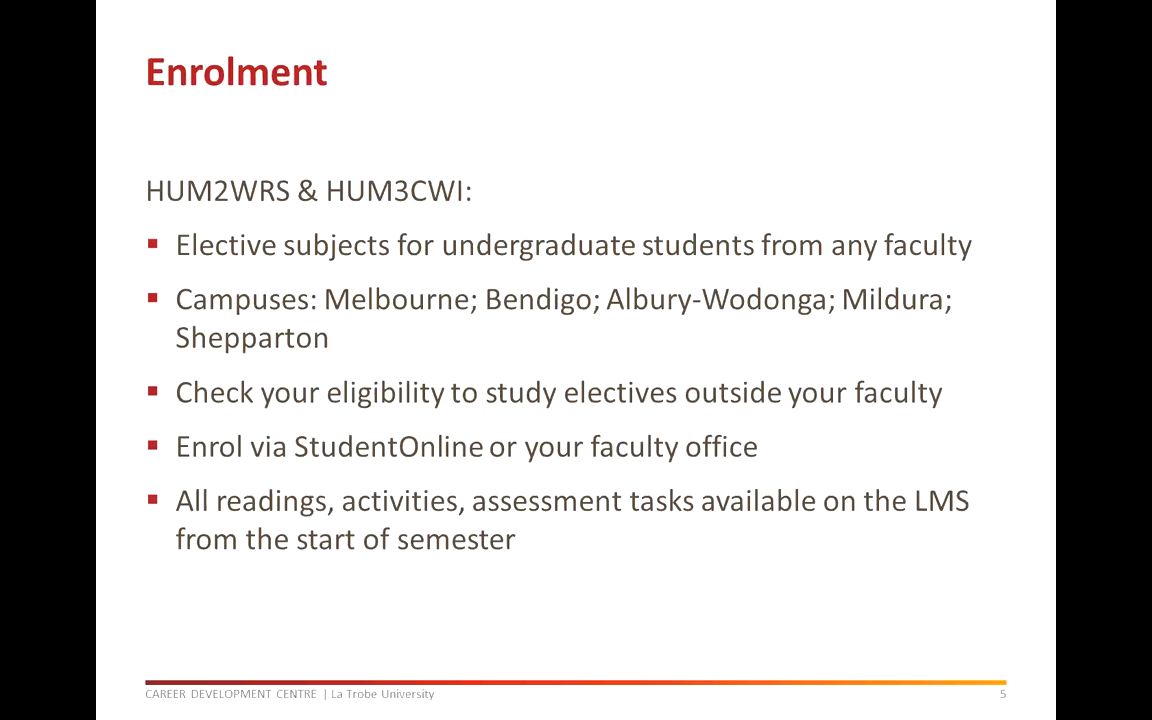 Enrolment
HUM2WRS & HUM3CWI:
▪ Elective subjects for undergraduate students from any faculty
▪ Campuses: Melbourne; Bendigo; Albury-Wodonga; Mildura;
Shepparton
▪ Check your eligibility to study electives outside your faculty
▪ Enrol via StudentOnline or your faculty office
▪ All readings, activities, assessment tasks available on the LMS
from the start of semester
CAREER DEVELOPMENT CENTRE | La Trobe University
5